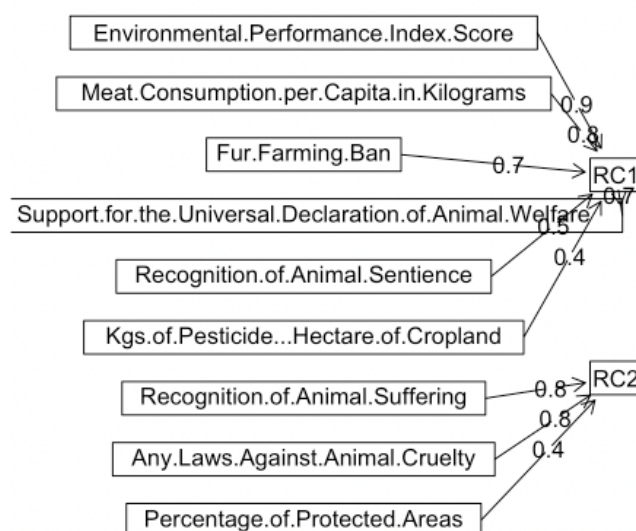 Environmental.Performance.Index.Score
0.9
Meat.Consumption.per.Capita.in.Kilograms
0.8
Fur.Farming.Ban
0.7
RC1
0.7
Support.for.the.Universal.Declaration.of.Animal.Welfare
0.5
Recognition.of.Animal.Sentience
0.4
Kgs.of.Pesticide...Hectare.of.Cropland
RC2
Recognition.of.Animal.Suffering
0.8
Any.Laws.Against.Animal.Cruelty
0.8
0.4
Percentage.of.Protected.Areas